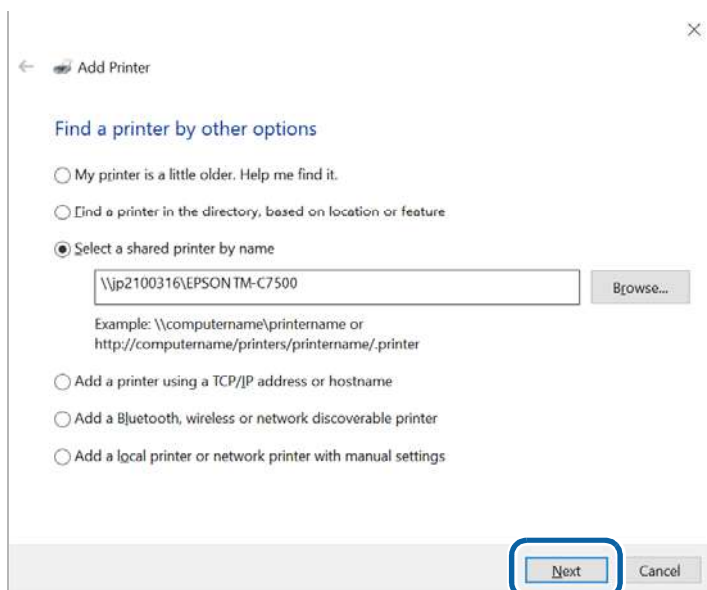 Add Printer
Find a printer by other options
My printer is a little older. Help me find it.
Find a printer in the directory, based on location or feature
Select a shared printer by name
\\jp2100316\EPSON TM-C7500
Browse...
Example: \\computername\printername or
http://computername/printers/printername/.printer
Add a printer using a TCP/IP address or hostname
Add a Bluetooth, wireless or network discoverable printer
Add a local printer or network printer with manual settings
Next Cancel